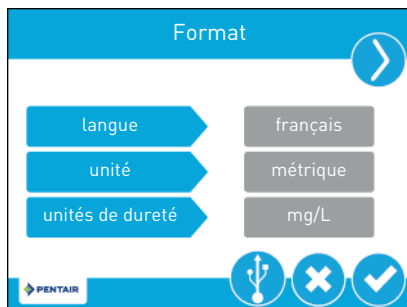 Format
langue
français
unité
métrique
unités de dureté
mg/L
PENTAIR